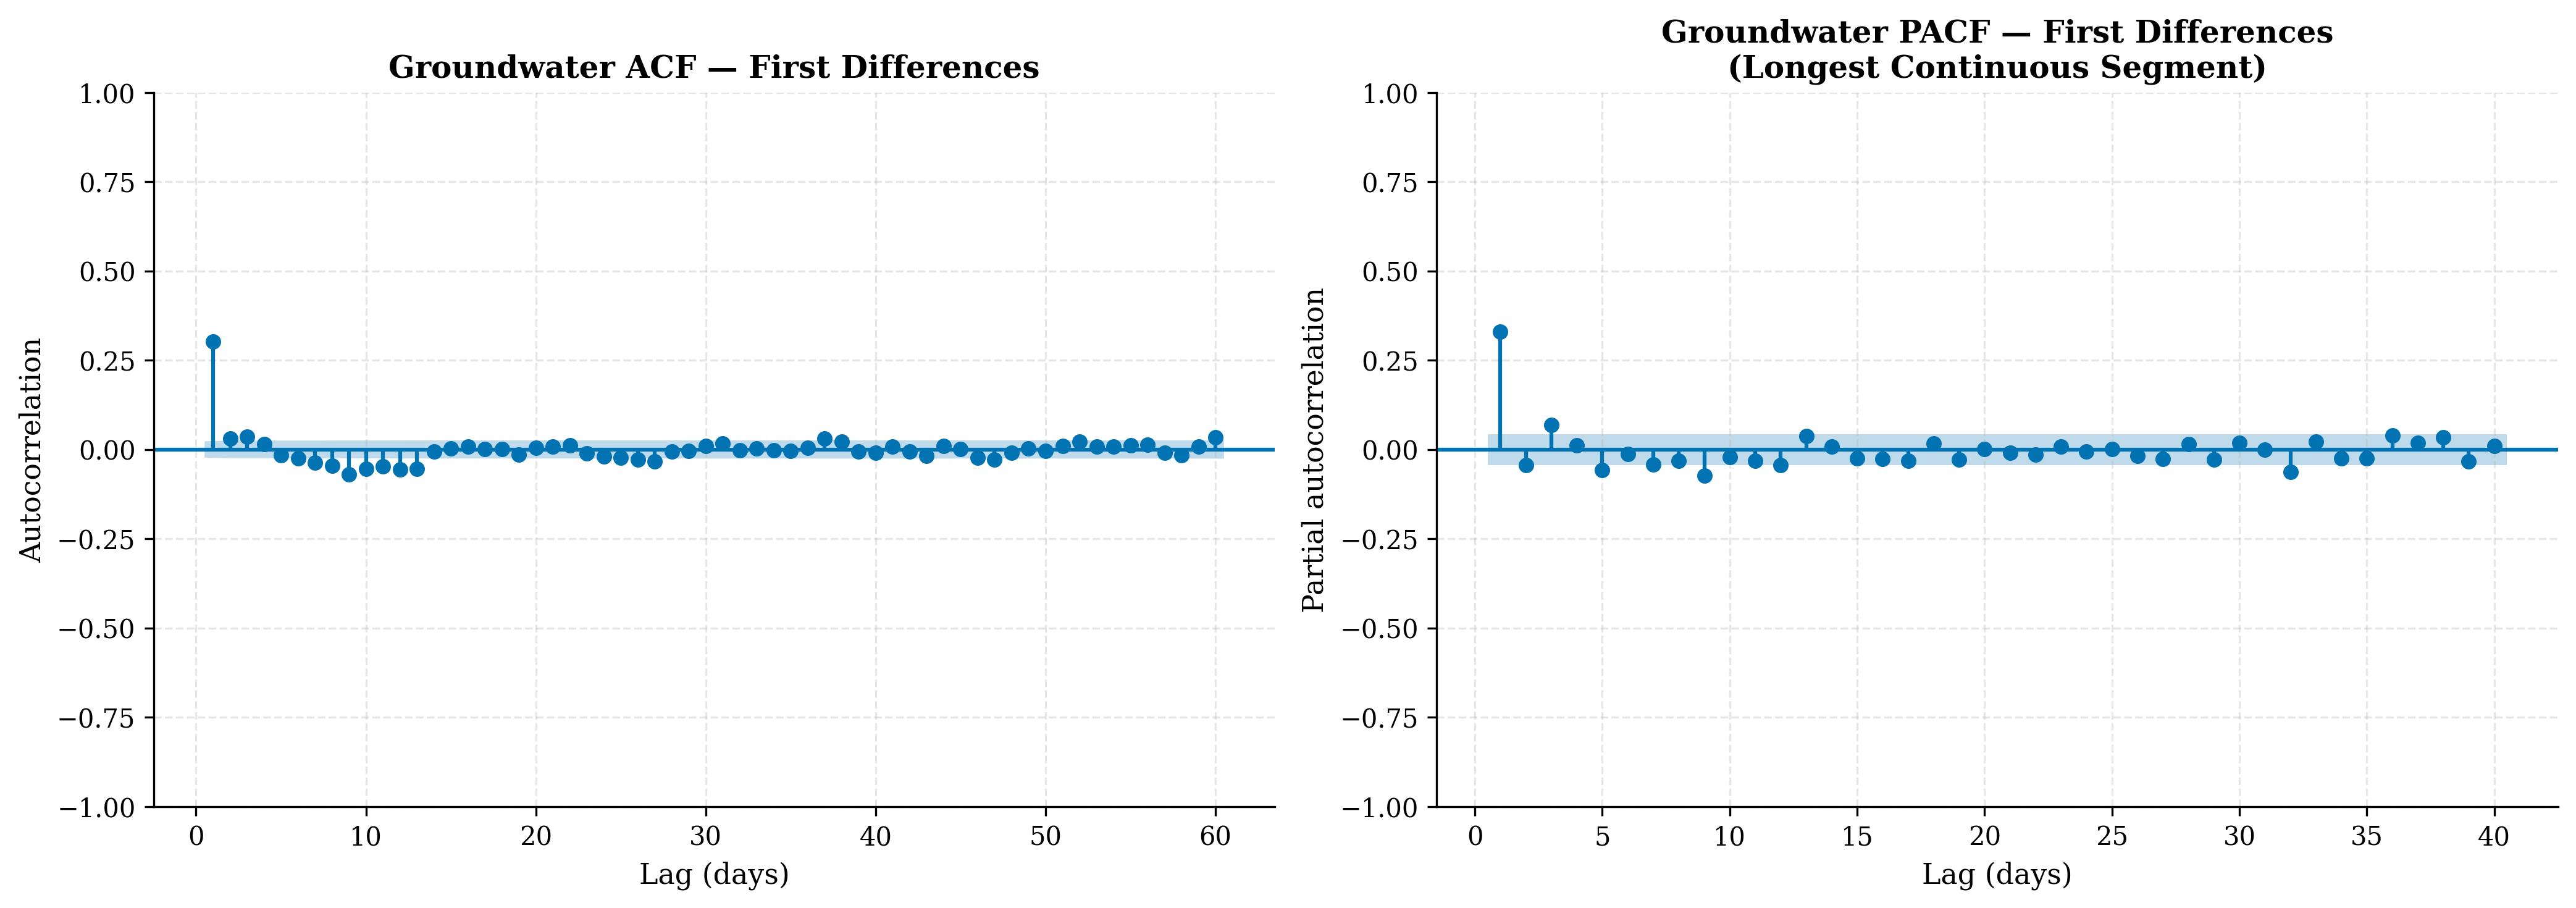 Groundwater ACF — First Differences
1.00
0.75
0.50
0.25
0.00
−0.25
−0.50
−0.75
−1.00
Autocorrelation
0 10 20 30 40 50 60
Lag (days)
Groundwater PACF — First Differences
(Longest Continuous Segment)
1.00
0.75
0.50
0.25
0.00
−0.25
−0.50
−0.75
−1.00
Partial autocorrelation
0 5 10 15 20 25 30 35 40
Lag (days)